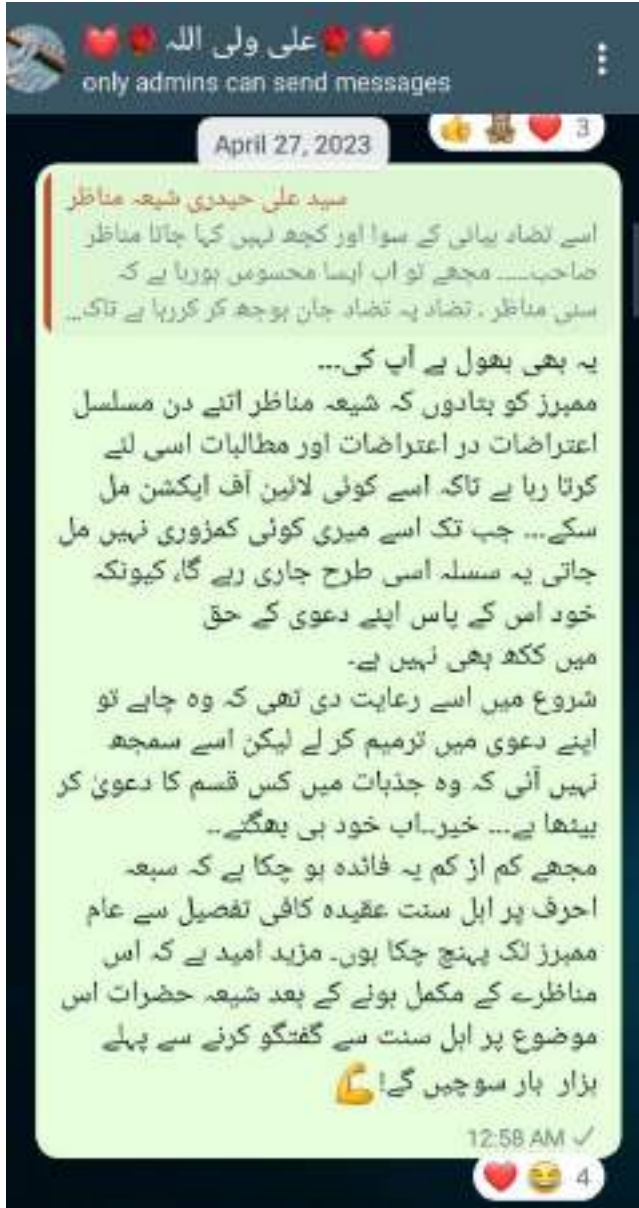 علی ولی اللہ
only admins can send messages
3
April 27, 2023
سید علی حیدری شیعہ مناظر
اسے تضاد بیانی کے سوا اور کچھ نہیں کہا جاتا مناظر
صاحب..... مجھے تو اب ایسا محسوس ہورہا ہے کہ
سنی مناظر ، تضاد پہ تضاد جان بوجھ کر کررہا ہے تاکہ...
یہ بھی بھول ہے آپ کی...
ممبرز کو بتادوں کہ شیعہ مناظر اتنے دن مسلسل
اعتراضات در اعتراضات اور مطالبات اسی لئے
کرتا رہا ہے تاکہ اسے کوئی لائین آف ایکشن مل
سکے... جب تک اسے میری کوئی کمزوری نہیں مل
جاتی یہ سسلہ اسی طرح جاری رہے گا، کیونکہ
خود اس کے پاس اپنے دعوی کے حق
میں ککھ بھی نہیں ہے۔
شروع میں اسے رعایت دی تھی کہ وہ چاہے تو
اپنے دعوی میں ترمیم کر لے لیکن اسے سمجھ
نہیں آئی کہ وہ جذبات میں کس قسم کا دعویٰ کر
بیٹھا ہے... خیر..اب خود ہی بھگتے..
مجھے کم از کم یہ فائدہ ہو چکا ہے کہ سبعہ
احرف پر اہل سنت عقیدہ کافی تفصیل سے عام
ممبرز تک پہنچ چکا ہوں۔ مزید امید ہے کہ اس
مناظرے کے مکمل ہونے کے بعد شیعہ حضرات اس
موضوع پر اہل سنت سے گفتگو کرنے سے پہلے
ہزار بار سوچیں گے!💪
12:58 AM
4